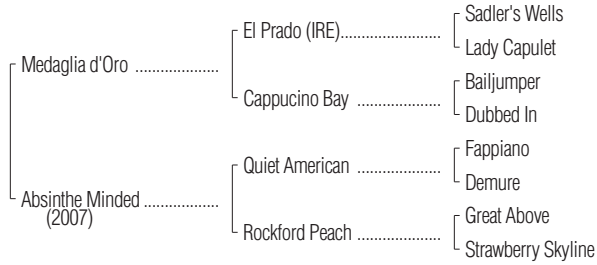 Sadler's Wells
El Prado (IRE)....................
Lady Capulet
Medaglia d'Oro ...................
Bailjumper
Cappucino Bay ...................
Dubbed In
Fappiano
Quiet American ...................
Demure
Absinthe Minded .................
(2007)
Great Above
Rockford Peach ..................
Strawberry Skyline